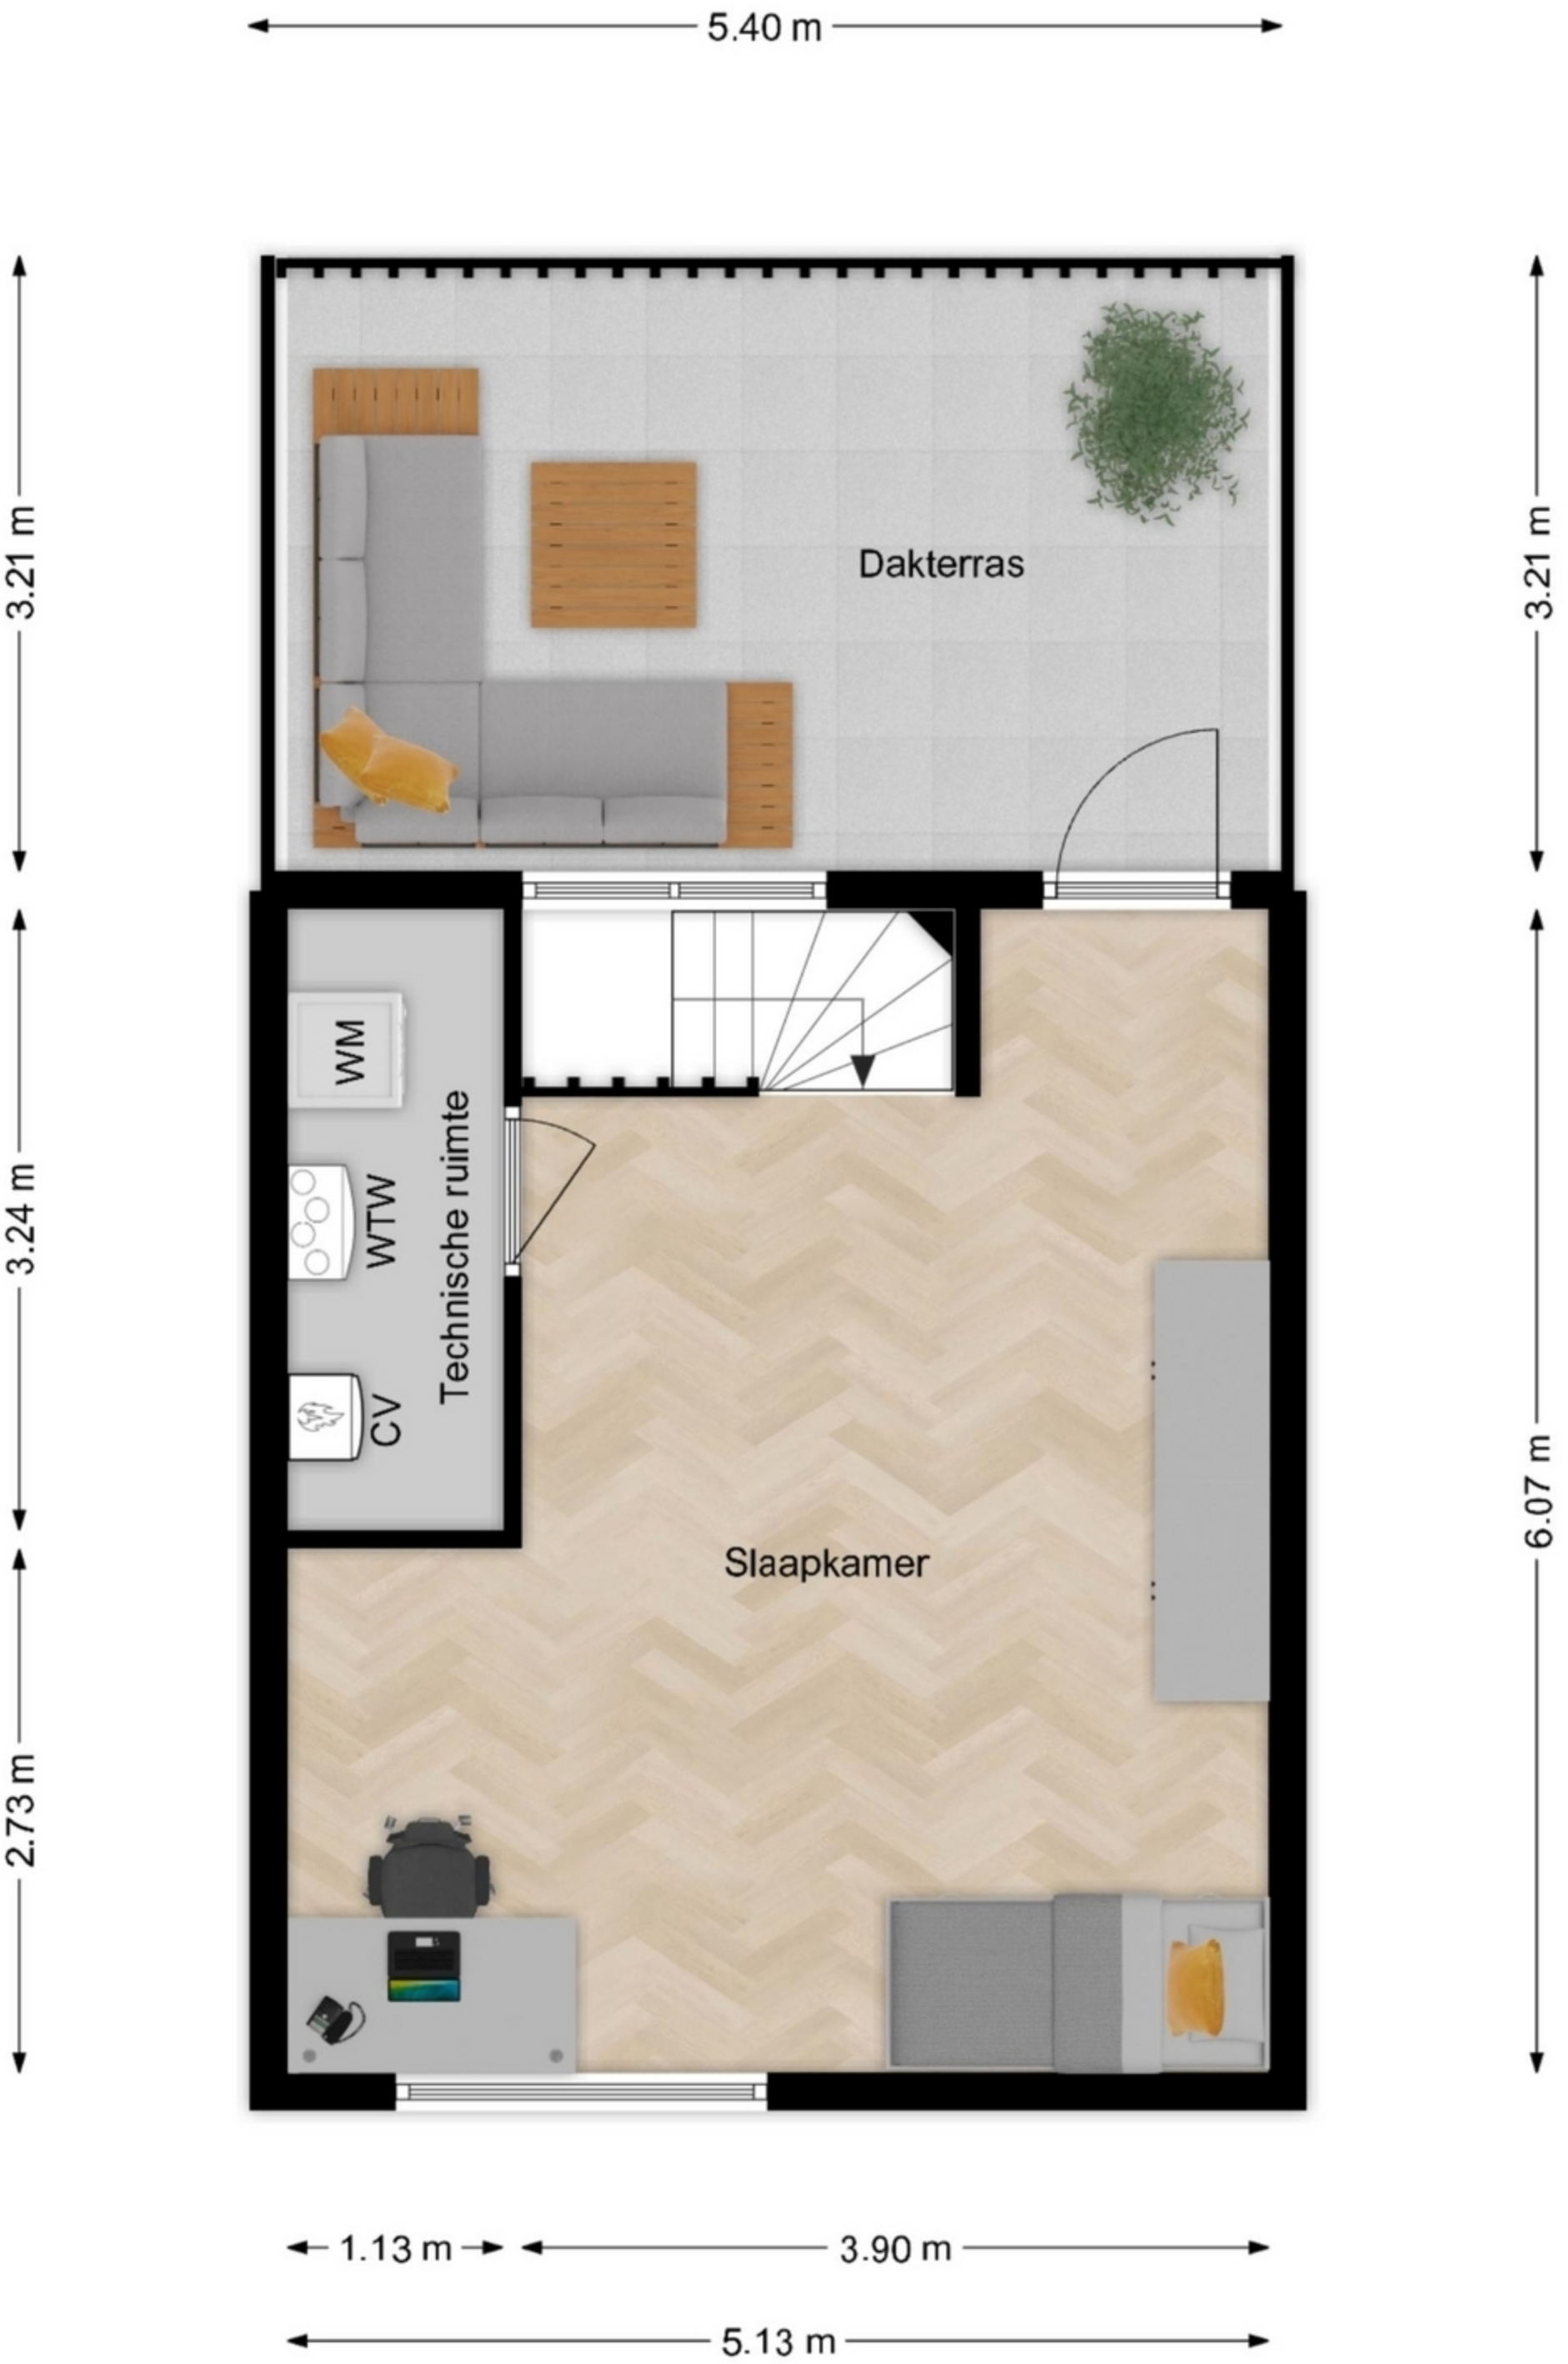 5.40 m
3.21 m
3.21 m
Dakterras
WM
WTW
CV
Technische ruimte
3.24 m
Slaapkamer
6.07 m
2.73 m
1.13 m
3.90 m
5.13 m